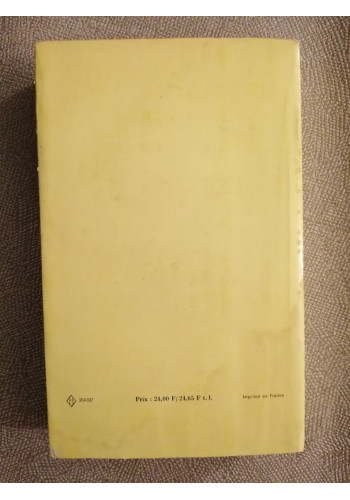 Prix : 24,00 F/24,65 F t. l.
Imprimé en France